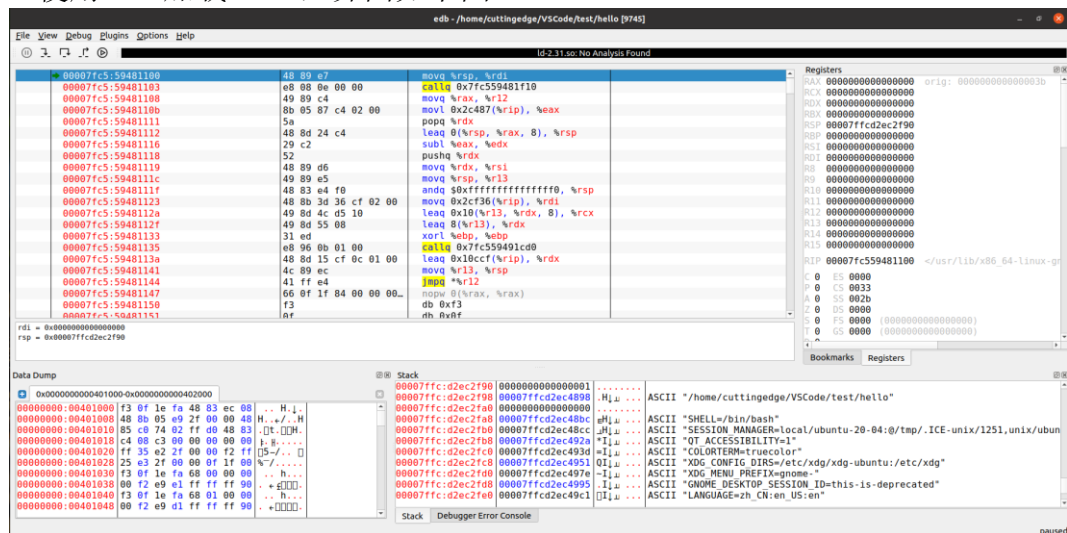 edb - /home/cuttingedge/VSCode/test/hello [9745]
File View Debug Plugins Options Help
ld-2.31.so: No Analysis Found
00007fc5:59481100 48 89 e7 movq %rsp, %rdi
00007fc5:59481103 e8 08 0e 00 00 callq 0x7fc559481f10
00007fc5:59481108 49 89 c4 movq %rax, %r12
00007fc5:5948110b 8b 05 87 c4 02 00 movl 0x2c487(%rip), %eax
00007fc5:59481111 5a popq %rdx
00007fc5:59481112 48 8d 24 c4 leaq 0(%rsp, %rax, 8), %rsp
00007fc5:59481116 29 c2 subl %eax, %edx
00007fc5:59481118 52 pushq %rdx
00007fc5:59481119 48 89 d6 movq %rdx, %rsi
00007fc5:5948111c 49 89 e5 movq %rsp, %r13
00007fc5:5948111f 48 83 e4 f0 andq $0xfffffffffffffff0, %rsp
00007fc5:59481123 48 8b 3d 36 cf 02 00 movq 0x2cf36(%rip), %rdi
00007fc5:5948112a 49 8d 4c d5 10 leaq 0x10(%r13, %rdx, 8), %rcx
00007fc5:5948112f 49 8d 55 08 leaq 8(%r13), %rdx
00007fc5:59481133 31 ed xorl %ebp, %ebp
00007fc5:59481135 e8 96 0b 01 00 callq 0x7fc559491cd0
00007fc5:5948113a 48 8d 15 cf 0c 01 00 leaq 0x10ccf(%rip), %rdx
00007fc5:59481141 4c 89 ec movq %r13, %rsp
00007fc5:59481144 41 ff e4 jmpq *%r12
00007fc5:59481147 66 0f 1f 84 00 00 00… nopw 0(%rax, %rax)
00007fc5:59481150 f3 db 0xf3
00007fc5:59481151 0f db 0x0f
rdi = 0x0000000000000000
rsp = 0x00007ffcd2ec2f90
Registers
RAX 0000000000000000 orig: 000000000000003b
RCX 0000000000000000
RDX 0000000000000000
RBX 0000000000000000
RSP 00007ffcd2ec2f90
RBP 0000000000000000
RSI 0000000000000000
RDI 0000000000000000
R8 0000000000000000
R9 0000000000000000
R10 0000000000000000
R11 0000000000000000
R12 0000000000000000
R13 0000000000000000
R14 0000000000000000
R15 0000000000000000
RIP 00007fc559481100 </usr/lib/x86_64-linux-gn
C 0 ES 0000
P 0 CS 0033
A 0 SS 002b
Z 0 DS 0000
S 0 FS 0000 (0000000000000000)
T 0 GS 0000 (0000000000000000)
Bookmarks Registers
Data Dump
0x0000000000401000-0x0000000000402000
00000000:00401000 f3 0f 1e fa 48 83 ec 08
00000000:00401008 48 8b 05 e9 2f 00 00 48
00000000:00401010 85 c0 74 02 ff d0 48 83
00000000:00401018 c4 08 c3 00 00 00 00 00
00000000:00401020 ff 35 e2 2f 00 00 f2 ff
00000000:00401028 25 e3 2f 00 00 0f 1f 00
00000000:00401030 f3 0f 1e fa 68 00 00 00
00000000:00401038 00 f2 e9 e1 ff ff ff 90
00000000:00401040 f3 0f 1e fa 68 01 00 00
00000000:00401048 00 f2 e9 d1 ff ff ff 90
Stack
00007ffc:d2ec2f90 0000000000000001 ........
00007ffc:d2ec2f98 00007ffcd2ec4898 ASCII "/home/cuttingedge/VSCode/test/hello"
00007ffc:d2ec2fa0 0000000000000000 ........
00007ffc:d2ec2fa8 00007ffcd2ec48bc ASCII "SHELL=/bin/bash"
00007ffc:d2ec2fb0 00007ffcd2ec48cc ASCII "SESSION_MANAGER=local/ubuntu-20-04:@/tmp/.ICE-unix/1251,unix/ubun
00007ffc:d2ec2fb8 00007ffcd2ec492a ASCII "QT_ACCESSIBILITY=1"
00007ffc:d2ec2fc0 00007ffcd2ec493d ASCII "COLORTERM=truecolor"
00007ffc:d2ec2fc8 00007ffcd2ec4951 ASCII "XDG_CONFIG_DIRS=/etc/xdg/xdg-ubuntu:/etc/xdg"
00007ffc:d2ec2fd0 00007ffcd2ec497e ASCII "XDG_MENU_PREFIX=gnome-"
00007ffc:d2ec2fd8 00007ffcd2ec4995 ASCII "GNOME_DESKTOP_SESSION_ID=this-is-deprecated"
00007ffc:d2ec2fe0 00007ffcd2ec49c1 ASCII "LANGUAGE=zh_CN:en_US:en"
Stack Debugger Error Console
paused